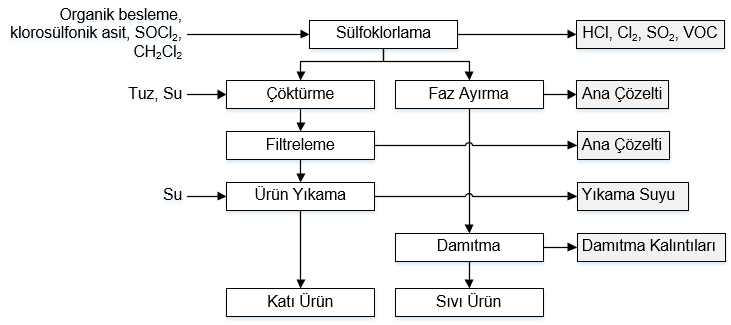 Organik besleme,
klorosülfonik asit, SOCl₂,
CH₂Cl₂
Sülfoklorlama
HCl, Cl₂, SO₂, VOC
Tuz, Su
Çöktürme
Faz Ayırma
Ana Çözelti
Filtreleme
Ana Çözelti
Su
Ürün Yıkama
Yıkama Suyu
Damıtma
Damıtma Kalıntıları
Katı Ürün
Sıvı Ürün